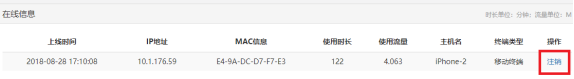 在线信息 时长单位：分钟；流量单位：M
上线时间 IP地址 MAC信息 使用时长 使用流量 主机名 终端类型 操作
2018-08-28 17:10:08 10.1.176.59 E4-9A-DC-D7-F7-E3 122 4.063 iPhone-2 移动终端 注销